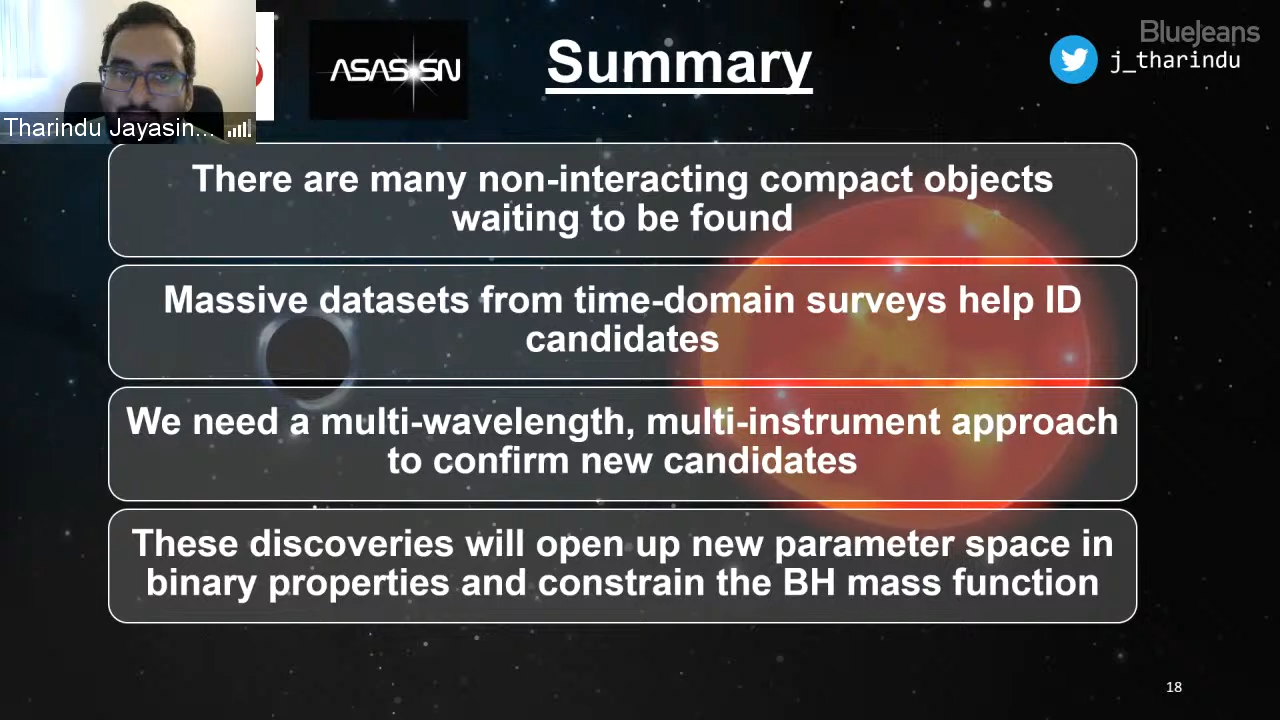 BlueJeans
ASAS-SN
Summary
j_tharindu
Tharindu Jayasin...
There are many non-interacting compact objects
waiting to be found
Massive datasets from time-domain surveys help ID
candidates
We need a multi-wavelength, multi-instrument approach
to confirm new candidates
These discoveries will open up new parameter space in
binary properties and constrain the BH mass function
18